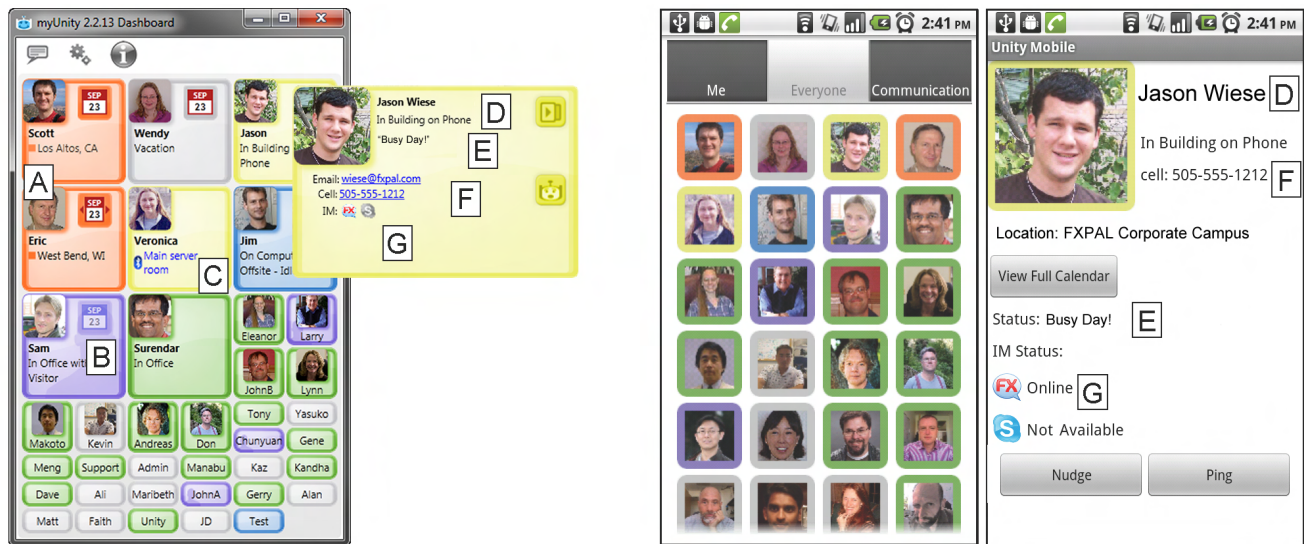 myUnity 2.2.13 Dashboard
SEP
23
Scott
Los Altos, CA
A
SEP
23
Wendy
Vacation
Jason
In Building
Phone
SEP
23
Eric
West Bend, WI
Veronica
Main server
room
C
Jim
On Comput
Offsite - Idl
SEP
23
Sam
In Office wit
Visitor
B
Surendar
In Office
Eleanor
Larry
JohnB
Lynn
Makoto
Kevin
Andreas
Don
Tony
Yasuko
Chunyuan
Gene
Meng
Support
Admin
Manabu
Kaz
Kandha
Dave
Ali
Maribeth
JohnA
Gerry
Alan
Matt
Faith
Unity
JD
Test
Jason Wiese
In Building on Phone
D
"Busy Day!"
E
Email: wiese@fxpal.com
Cell: 505-555-1212
F
IM: FX S
G
2:41 PM
Me
Everyone
Communication
2:41 PM
Unity Mobile
Jason Wiese
D
In Building on Phone
cell: 505-555-1212
F
Location: FXPAL Corporate Campus
View Full Calendar
Status: Busy Day!
E
IM Status:
FX Online
G
S Not Available
Nudge
Ping